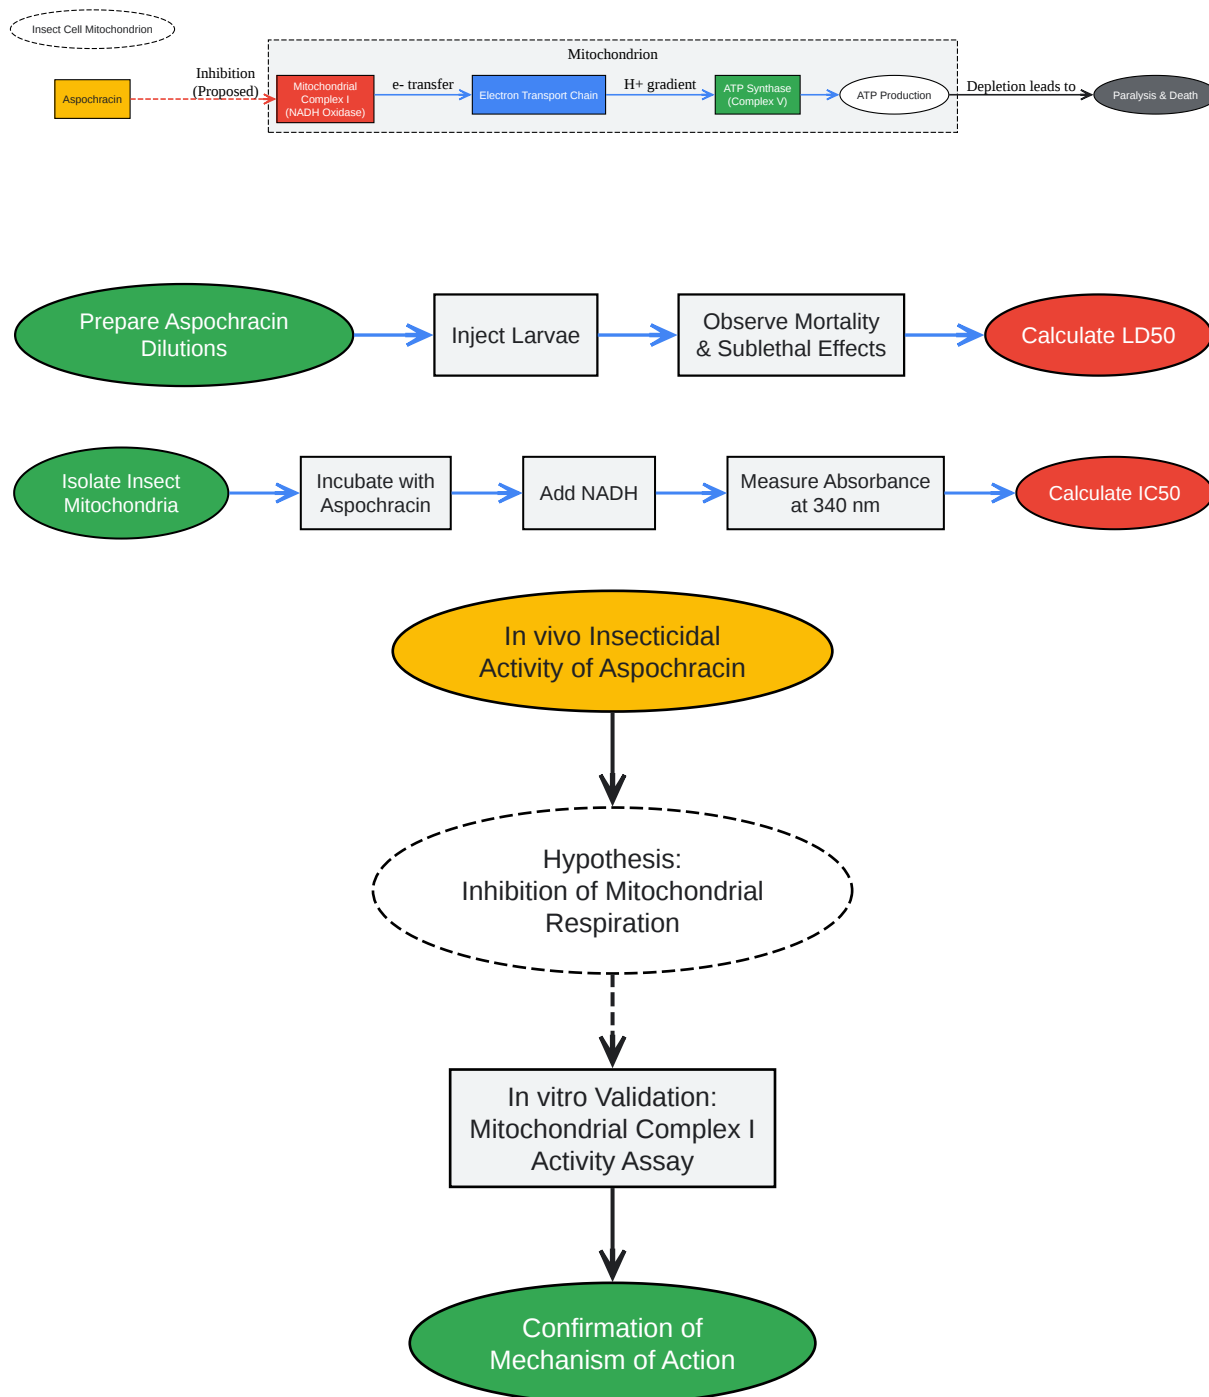 Insect Cell Mitochondrion
Mitochondrion
Aspochracin
Inhibition
(Proposed)
Mitochondrial
Complex I
(NADH Oxidase)
e- transfer
Electron Transport Chain
H+ gradient
ATP Synthase
(Complex V)
ATP Production
Depletion leads to
Paralysis & Death
Prepare Aspochracin
Dilutions
Inject Larvae
Observe Mortality
& Sublethal Effects
Calculate LD50
Isolate Insect
Mitochondria
Incubate with
Aspochracin
Add NADH
Measure Absorbance
at 340 nm
Calculate IC50
In vivo Insecticidal
Activity of Aspochracin
Hypothesis:
Inhibition of Mitochondrial
Respiration
In vitro Validation:
Mitochondrial Complex I
Activity Assay
Confirmation of
Mechanism of Action